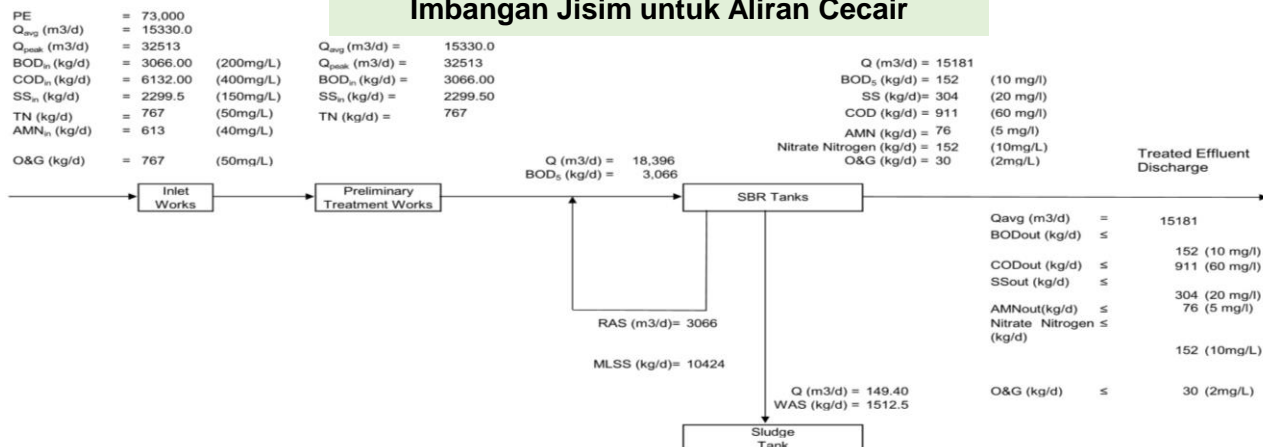 Imbangan Jisim untuk Aliran Cecair
PE = 73,000
Qavg (m3/d) = 15330.0
Qpeak (m3/d) = 32513
BODin (kg/d) = 3066.00 (200mg/L)
CODin (kg/d) = 6132.00 (400mg/L)
SSin (kg/d) = 2299.5 (150mg/L)
TN (kg/d) = 767 (50mg/L)
AMNin (kg/d) = 613 (40mg/L)
O&G (kg/d) = 767 (50mg/L)
Qavg (m3/d) = 15330.0
Qpeak (m3/d) = 32513
BODin (kg/d) = 3066.00
SSin (kg/d) = 2299.50
TN (kg/d) = 767
Q (m3/d) = 15181
BOD5 (kg/d) = 152 (10 mg/l)
SS (kg/d)= 304 (20 mg/l)
COD (kg/d) = 911 (60 mg/l)
AMN (kg/d) = 76 (5 mg/l)
Nitrate Nitrogen (kg/d) = 152 (10mg/L)
O&G (kg/d) = 30 (2mg/L)
Q (m3/d) = 18,396
BOD5 (kg/d) = 3,066
Treated Effluent
Discharge
Inlet
Works
Preliminary
Treatment Works
SBR Tanks
Qavg (m3/d) = 15181
BODout (kg/d) ≤
152 (10 mg/l)
CODout (kg/d) ≤ 911 (60 mg/l)
SSout (kg/d) ≤
304 (20 mg/l)
AMNout(kg/d) ≤ 76 (5 mg/l)
Nitrate Nitrogen ≤
(kg/d)
152 (10mg/L)
O&G (kg/d) ≤ 30 (2mg/L)
RAS (m3/d)= 3066
MLSS (kg/d)= 10424
Q (m3/d) = 149.40
WAS (kg/d) = 1512.5
Sludge
Tank